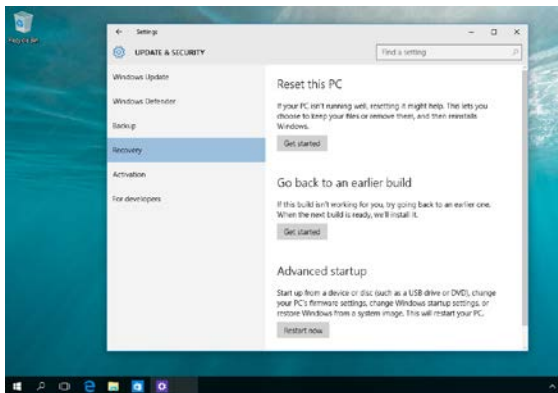 Recycle Bin
Settings
UPDATE & SECURITY
Find a setting
Windows Update
Windows Defender
Backup
Recovery
Activation
For developers
Reset this PC
If your PC isn't running well, resetting it might help. This lets you
choose to keep your files or remove them, and then reinstalls
Windows.
Get started
Go back to an earlier build
If this build isn't working for you, try going back to an earlier one.
When the next build is ready, we'll install it.
Get started
Advanced startup
Start up from a device or disc (such as a USB drive or DVD), change
your PC's firmware settings, change Windows startup settings, or
restore Windows from a system image. This will restart your PC.
Restart now